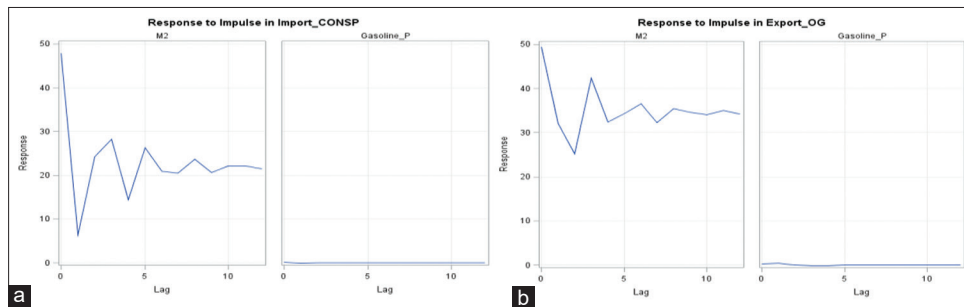 Response to Impulse in Import_CONSP
M2
Gasoline_P
50
40
30
20
10
0
Response
0
5
10
0
5
10
Lag
Lag
a
Response to Impulse in Export_OG
M2
Gasoline_P
50
40
30
20
10
0
Response
0
5
10
0
5
10
Lag
Lag
b